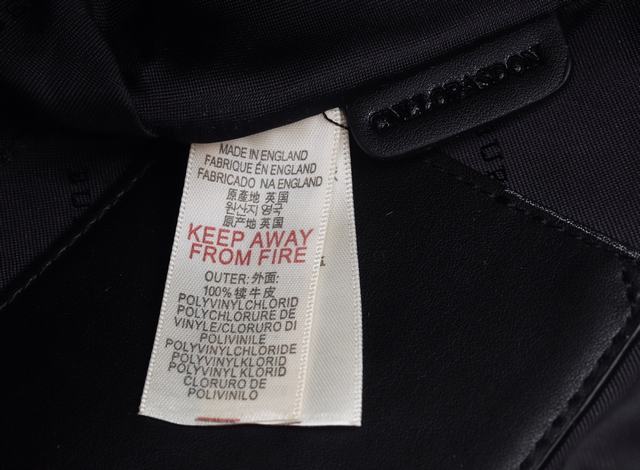 MADE IN ENGLAND
FABRIQUE ÉN ENGLAND
FABRICADO NA ENGLAND
原產地 英国
원산지 영국
原产地 英国
KEEP AWAY
FROM FIRE
OUTER: 外面:
100% 犊牛皮
POLYVINYLCHLORID
POLYCHLORURE DE
VINYLE/CLORURO DI
POLIVINILE
POLYVINYLCHLORIDE
POLYVINYLKLORID
POLYVINYL KLORID
CLORURO DE
POLIVINILO